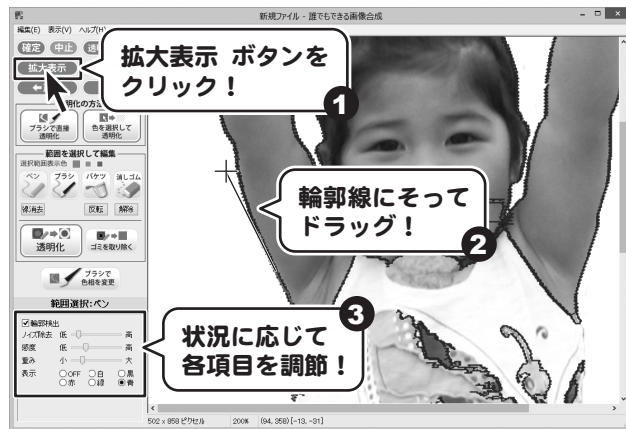 新規ファイル - 誰でもできる画像合成
編集(E) 表示(V) ヘルプ(H)
確定 中止
拡大表示
拡大表示 ボタンを
クリック！
1
ブラシで直接
透明化
色を選択して
透明化
範囲を選択して編集
選択範囲表示色
ペン ブラシ バケツ 消しゴム
線消去 反転 解除
透明化 ゴミを取り除く
ブラシで
色相を変更
輪郭線にそって
ドラッグ！
2
範囲選択:ペン
輪郭検出
ノイズ除去 低 高
感度 低 高
重み 小 大
表示 OFF 白 黒
赤 緑 青
3
状況に応じて
各項目を調節！
502 x 858 ピクセル 200% (94, 358) [-13, -31]